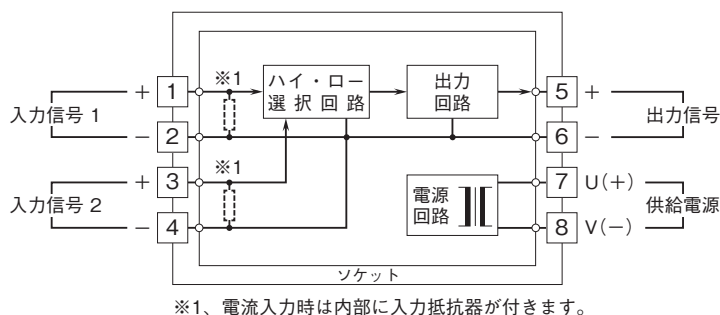 ※1
ハイ・ロー
選択回路
出力
回路
入力信号 1
+ 1
− 2
※1
入力信号 2
+ 3
− 4
5 +
6 −
出力信号
電源
回路
7 U(+)
8 V(−)
供給電源
ソケット
※1、電流入力時は内部に入力抵抗器が付きます。